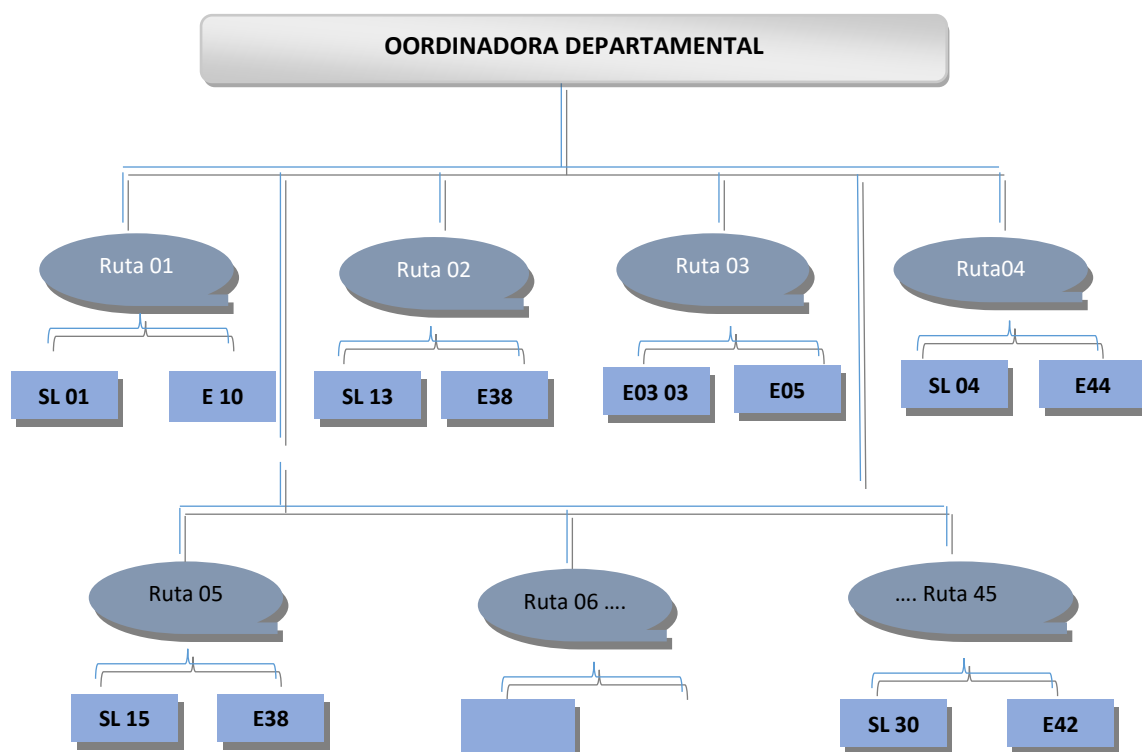 OORDINADORA DEPARTAMENTAL
Ruta 01
Ruta 02
Ruta 03
Ruta04
SL 01
E 10
SL 13
E38
E03 03
E05
SL 04
E44
Ruta 05
Ruta 06 ....
.... Ruta 45
SL 15
E38
SL 30
E42